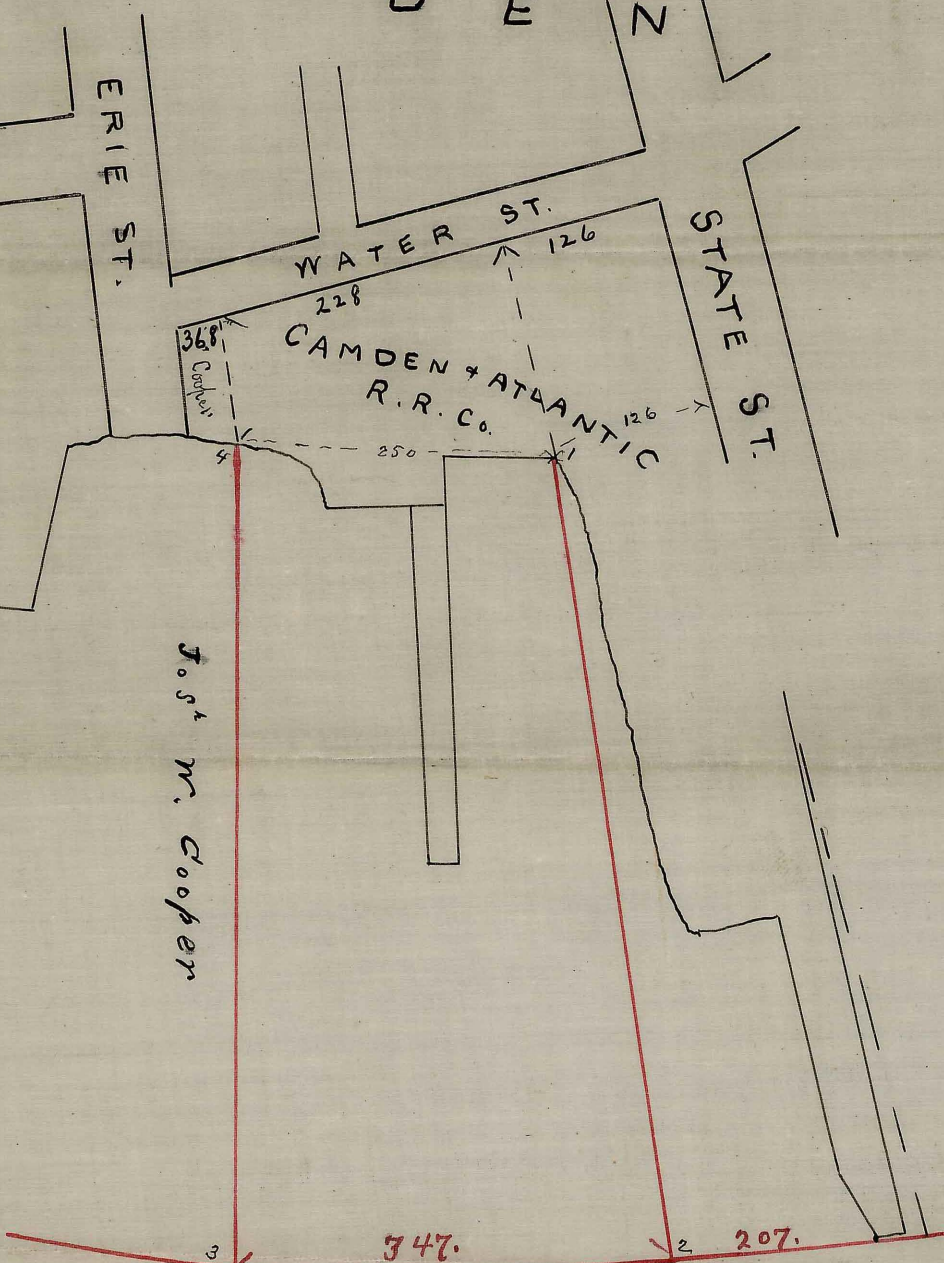 D E N
ERIE ST.
WATER ST.
126
228
STATE ST.
36.8'
Cooper
CAMDEN & ATLANTIC
R.R. Co.
126
250
4
1
Jos. W. Cooper
3
347.
2
207.